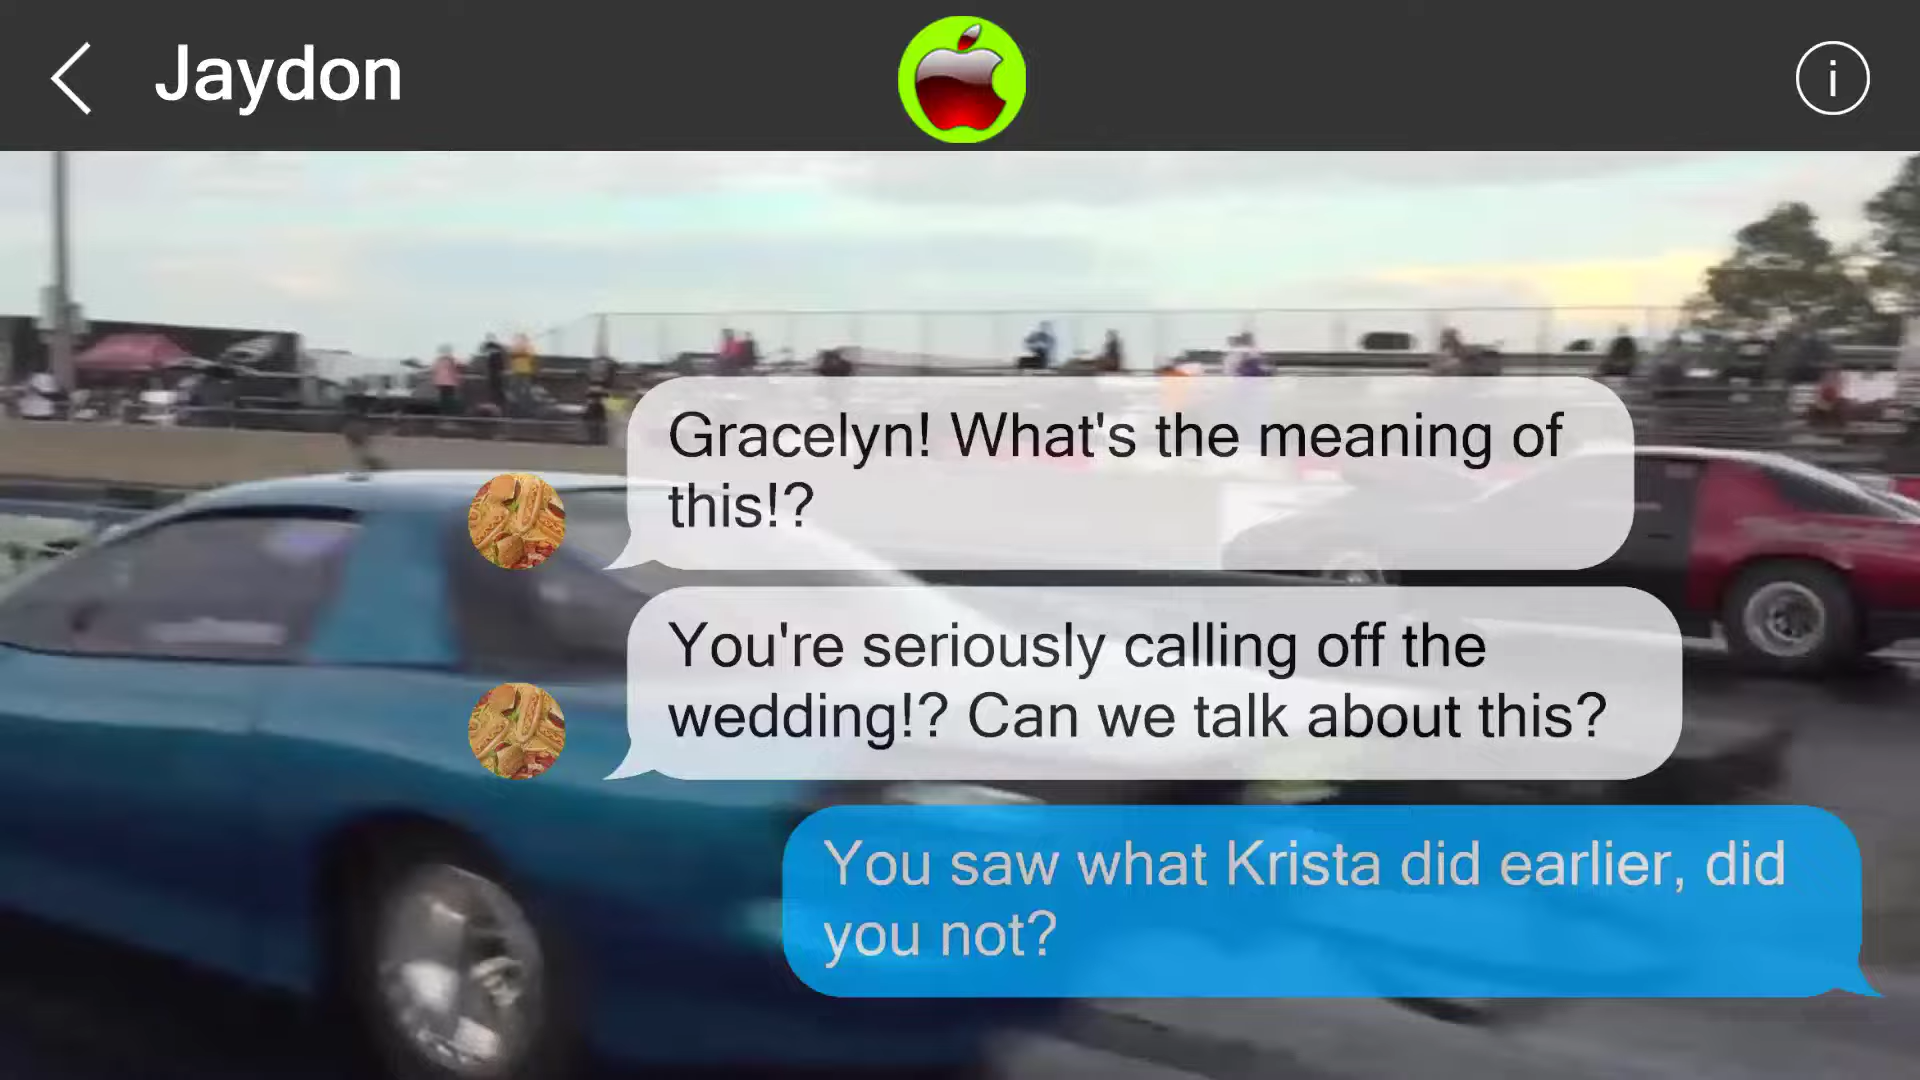 Jaydon
Gracelyn! What's the meaning of
this!?
You're seriously calling off the
wedding!? Can we talk about this?
You saw what Krista did earlier, did
you not?